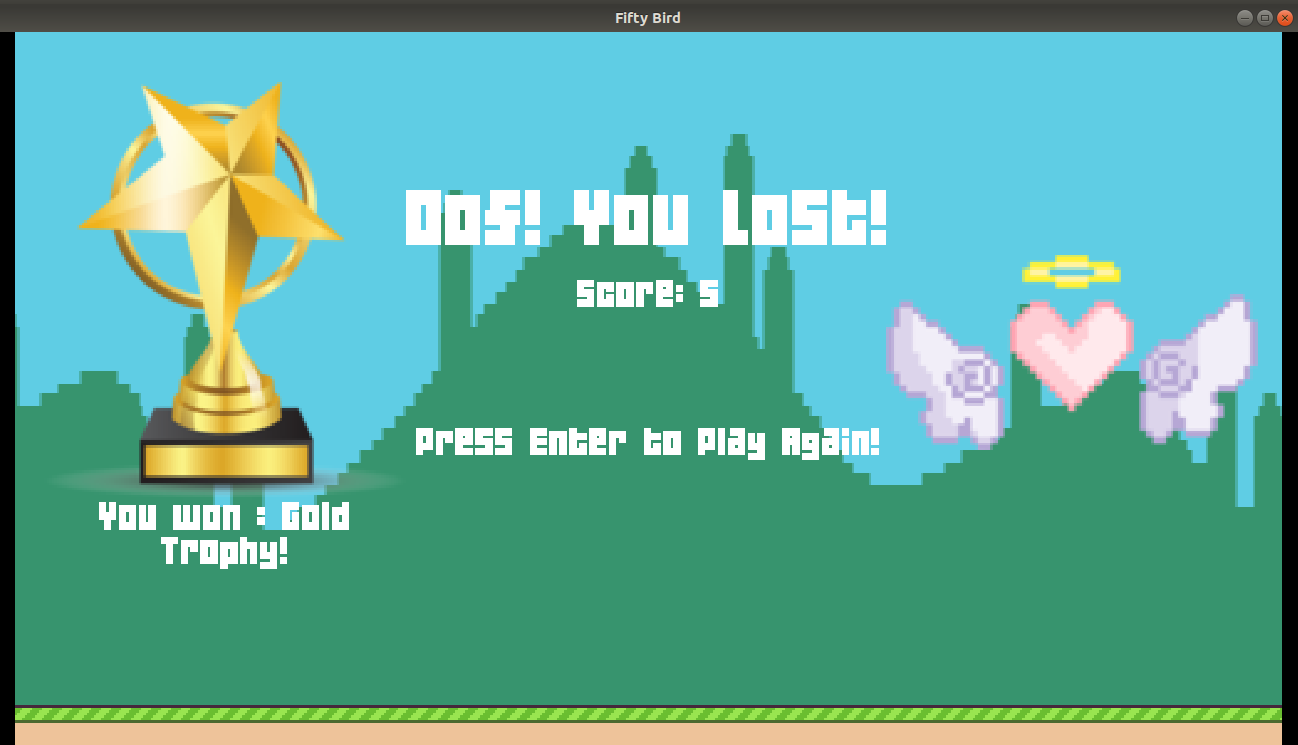 Fifty Bird
Oof! You Lost!
Score: 5
Press Enter to Play Again!
You won : Gold
Trophy!